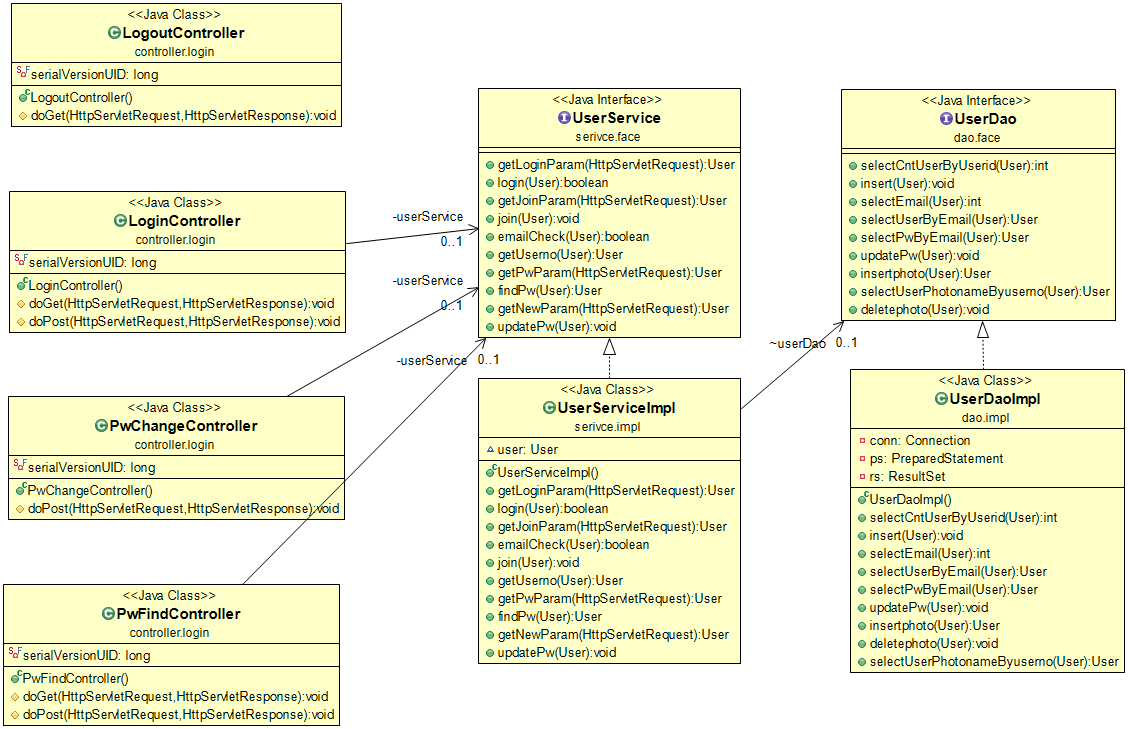 <<Java Class>>
LogoutController
controller.login
serialVersionUID: long
LogoutController()
doGet(HttpServletRequest,HttpServletResponse):void
<<Java Class>>
LoginController
controller.login
serialVersionUID: long
LoginController()
doGet(HttpServletRequest,HttpServletResponse):void
doPost(HttpServletRequest,HttpServletResponse):void
<<Java Class>>
PwChangeController
controller.login
serialVersionUID: long
PwChangeController()
doPost(HttpServletRequest,HttpServletResponse):void
<<Java Class>>
PwFindController
controller.login
serialVersionUID: long
PwFindController()
doGet(HttpServletRequest,HttpServletResponse):void
doPost(HttpServletRequest,HttpServletResponse):void
-userService
0..1
-userService
0..1
-userService
0..1
<<Java Interface>>
UserService
serivce.face
getLoginParam(HttpServletRequest):User
login(User):boolean
getJoinParam(HttpServletRequest):User
join(User):void
emailCheck(User):boolean
getUserno(User):User
getPwParam(HttpServletRequest):User
findPw(User):User
getNewParam(HttpServletRequest):User
updatePw(User):void
<<Java Class>>
UserServiceImpl
serivce.impl
user: User
UserServiceImpl()
getLoginParam(HttpServletRequest):User
login(User):boolean
getJoinParam(HttpServletRequest):User
emailCheck(User):boolean
join(User):void
getUserno(User):User
getPwParam(HttpServletRequest):User
findPw(User):User
getNewParam(HttpServletRequest):User
updatePw(User):void
~userDao
0..1
<<Java Interface>>
UserDao
dao.face
selectCntUserByUserid(User):int
insert(User):void
selectEmail(User):int
selectUserByEmail(User):User
selectPwByEmail(User):User
updatePw(User):void
insertphoto(User):User
selectUserPhotonameByuserno(User):User
deletephoto(User):void
<<Java Class>>
UserDaoImpl
dao.impl
conn: Connection
ps: PreparedStatement
rs: ResultSet
UserDaoImpl()
selectCntUserByUserid(User):int
insert(User):void
selectEmail(User):int
selectUserByEmail(User):User
selectPwByEmail(User):User
updatePw(User):void
insertphoto(User):User
deletephoto(User):void
selectUserPhotonameByuserno(User):User